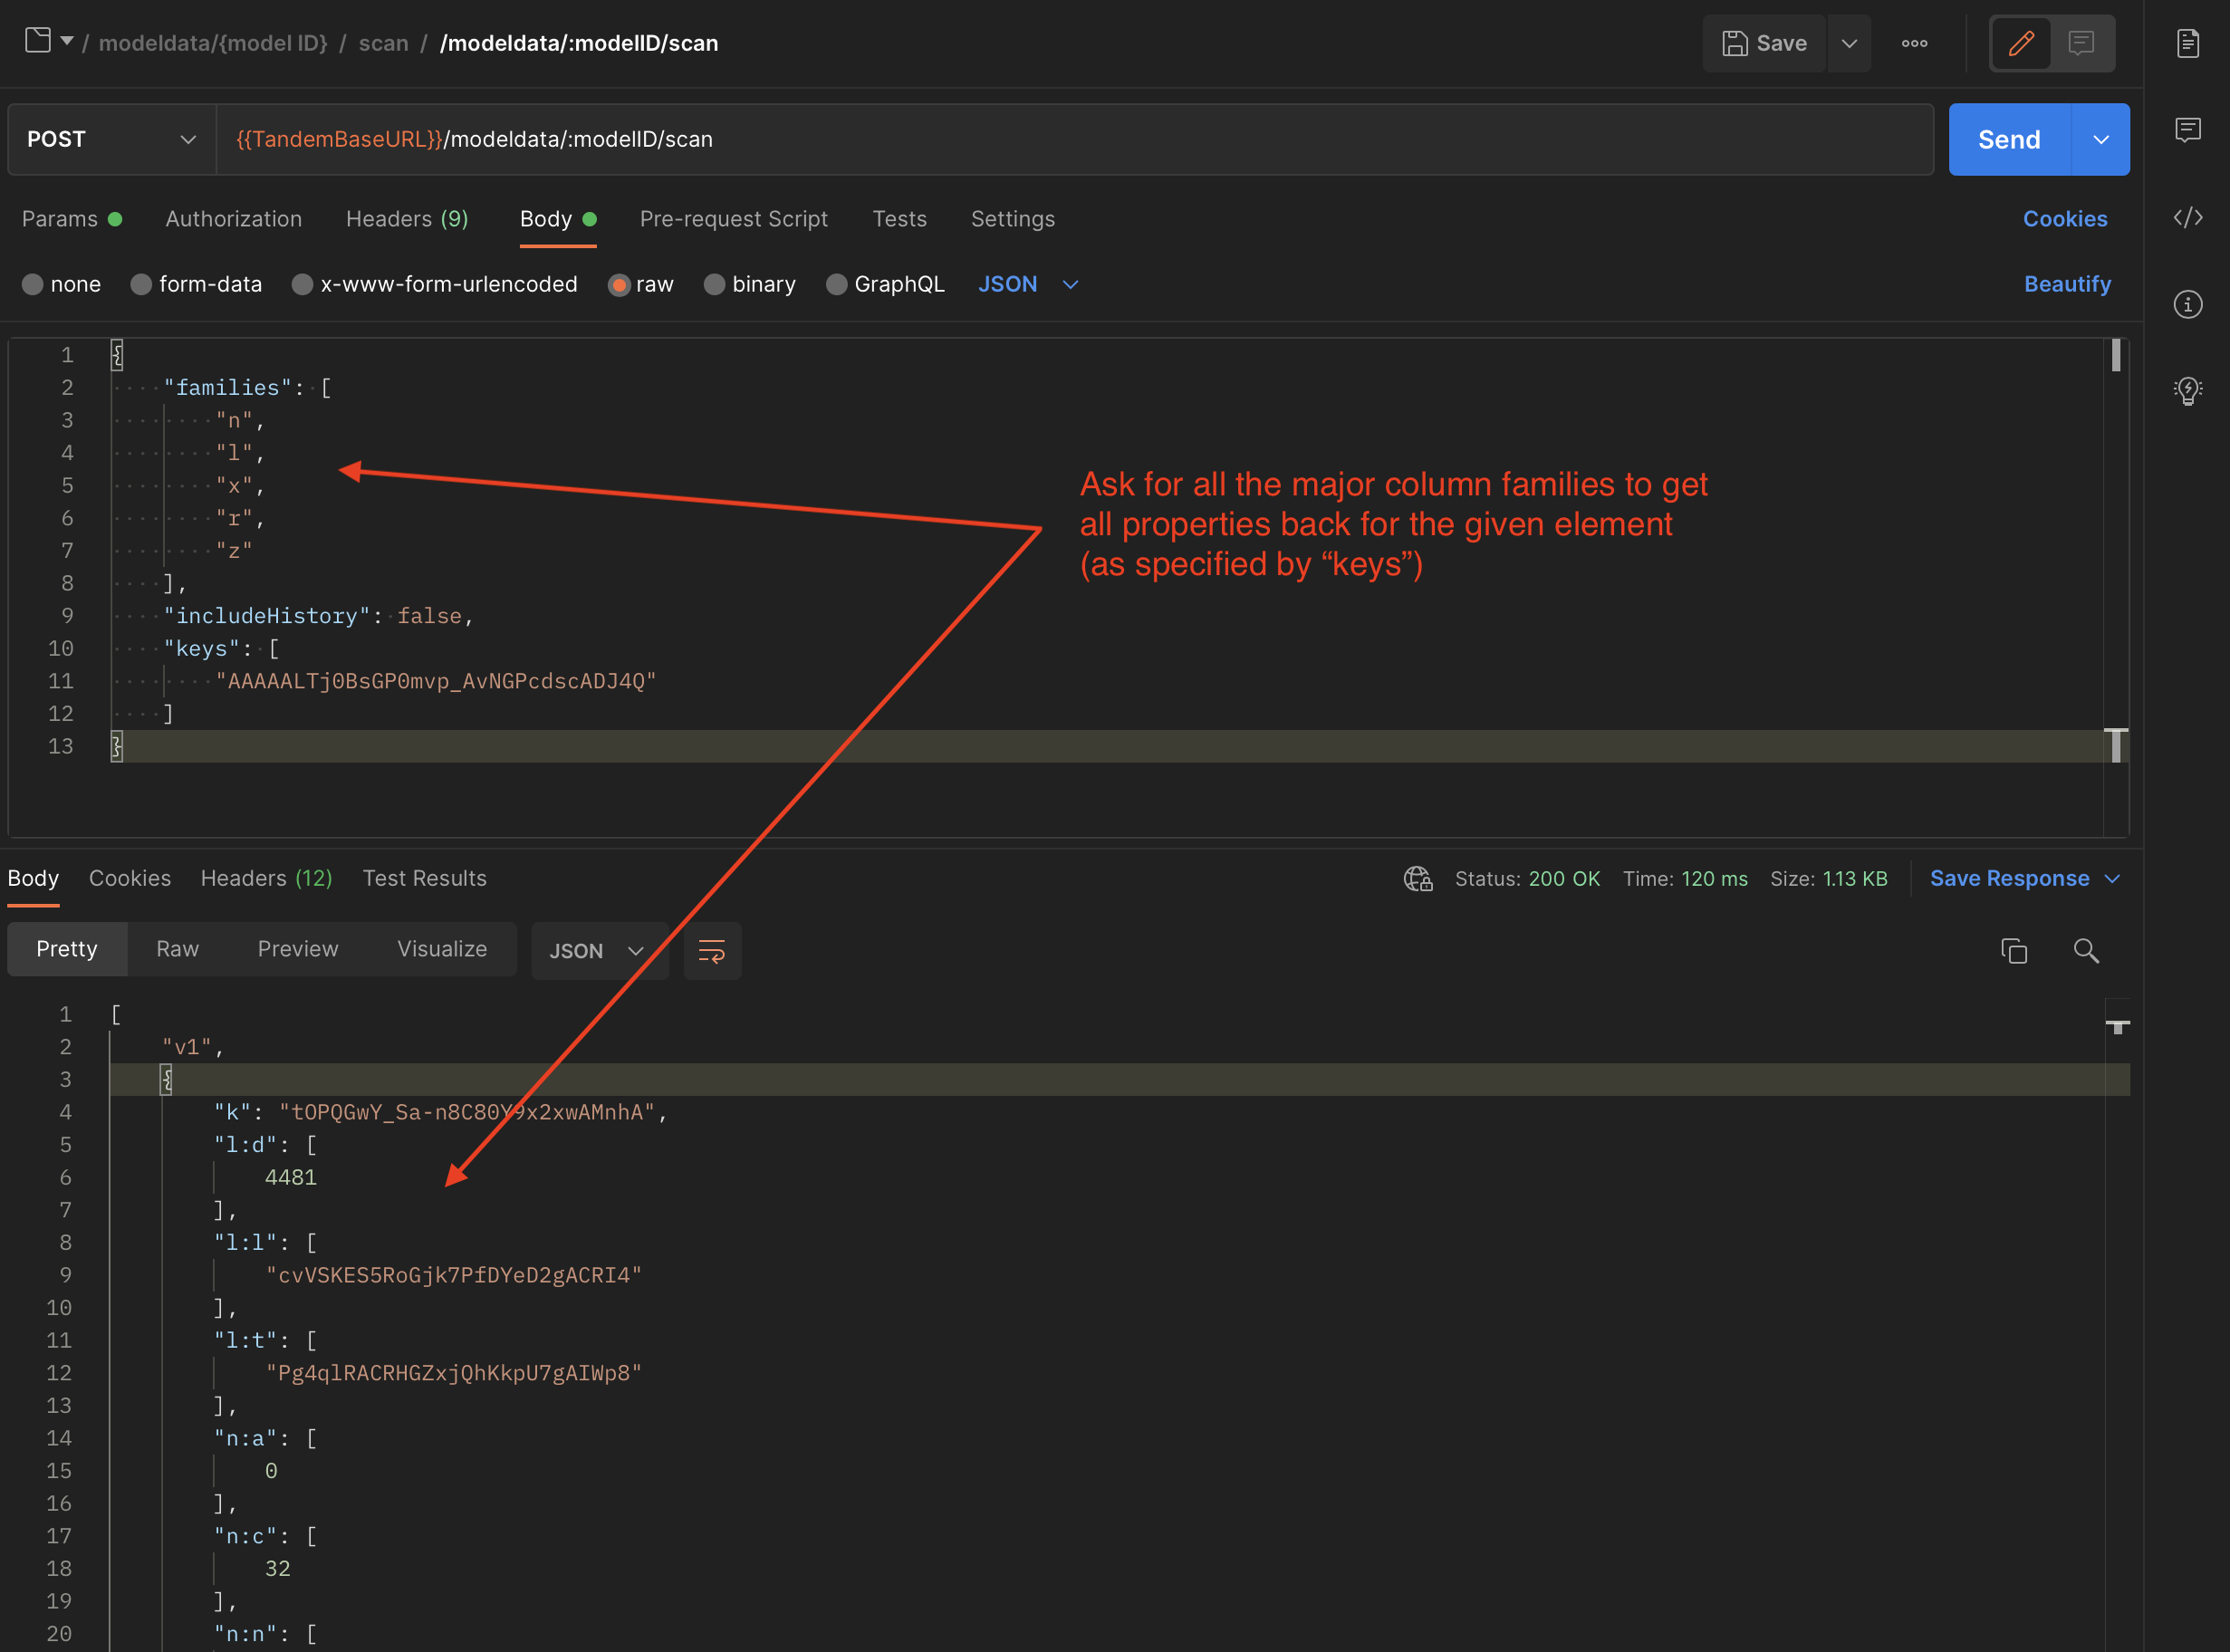 / modeldata/{model ID} / scan / /modeldata/:modelID/scan
Save
POST
{{TandemBaseURL}}/modeldata/:modelID/scan
Send
Params Authorization Headers (9) Body Pre-request Script Tests Settings Cookies
none form-data x-www-form-urlencoded raw binary GraphQL JSON Beautify
1 {
2 "families": [
3 "n",
4 "l",
5 "x",
6 "r",
7 "z"
8 ],
9 "includeHistory": false,
10 "keys": [
11 "AAAAALTj0BsGP0mvp_AvNGPcdscADJ4Q"
12 ]
13 }
Ask for all the major column families to get
all properties back for the given element
(as specified by “keys”)
Body Cookies Headers (12) Test Results Status: 200 OK Time: 120 ms Size: 1.13 KB Save Response
Pretty Raw Preview Visualize JSON
1 [
2 "v1",
3 {
4 "k": "tOPQGwY_Sa-n8C80Y9x2xwAMnhA",
5 "l:d": [
6 4481
7 ],
8 "l:l": [
9 "cvVSKES5RoGjk7PfDYeD2gACRI4"
10 ],
11 "l:t": [
12 "Pg4qlRACRHGZxjQhKkpU7gAIWp8"
13 ],
14 "n:a": [
15 0
16 ],
17 "n:c": [
18 32
19 ],
20 "n:n": [